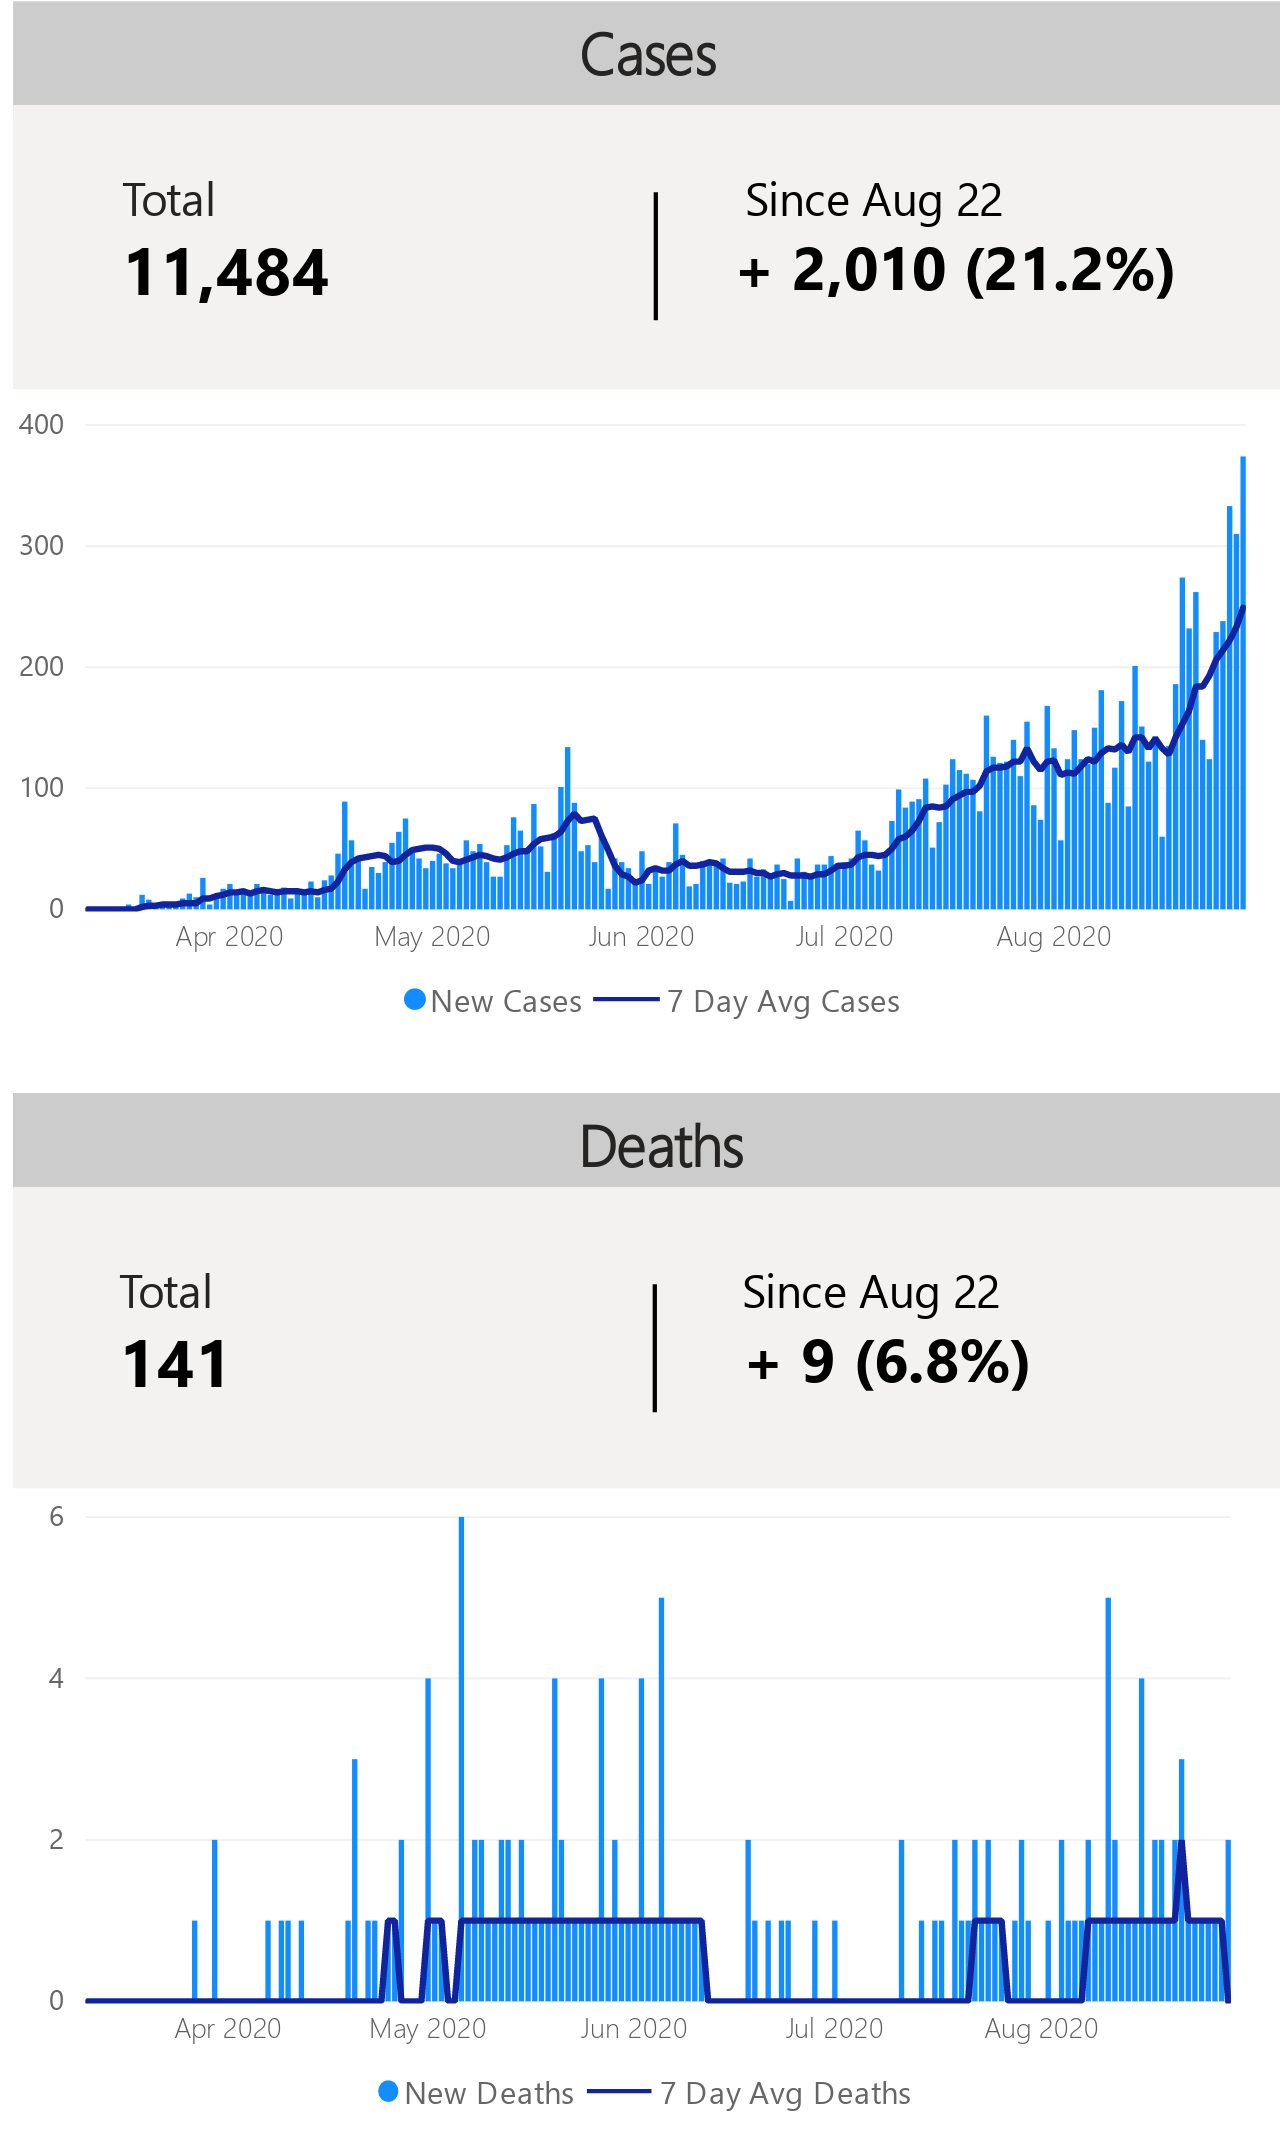 Cases
Total
Since Aug 22
11,484
+ 2,010 (21.2%)
400
300
200
100
0
Apr 2020 May 2020 Jun 2020 Jul 2020 Aug 2020
New Cases 7 Day Avg Cases
Deaths
Total
Since Aug 22
141
+ 9 (6.8%)
6
4
2
0
Apr 2020 May 2020 Jun 2020 Jul 2020 Aug 2020
New Deaths 7 Day Avg Deaths